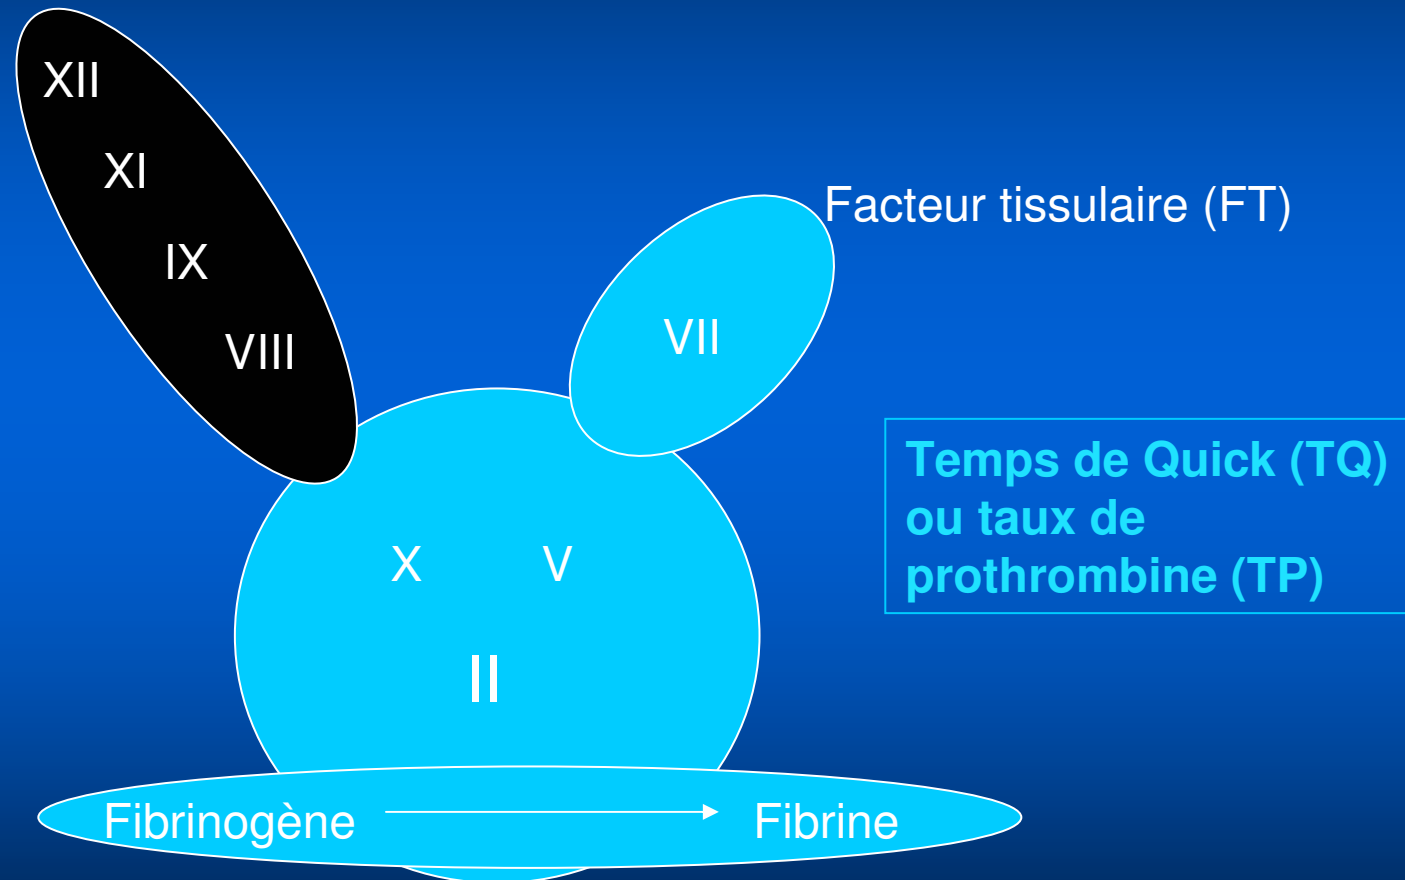 XII
XI
IX
VIII
Facteur tissulaire (FT)
VII
Temps de Quick (TQ)
ou taux de
prothrombine (TP)
X V
II
Fibrinogène Fibrine